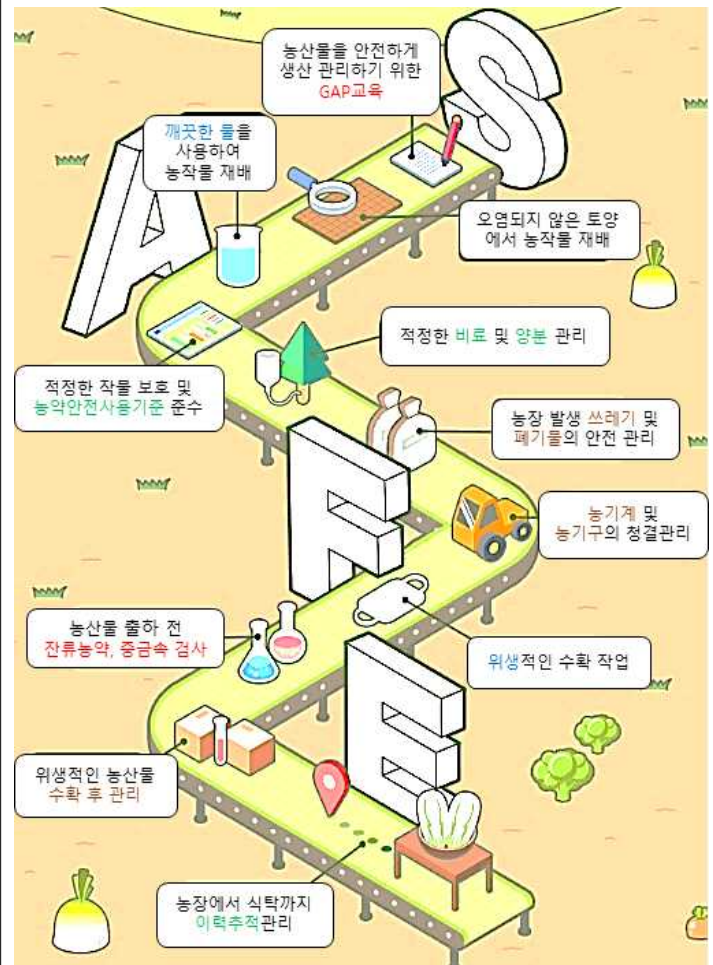 S
농산물을 안전하게
생산 관리하기 위한
GAP교육
A
깨끗한 물을
사용하여
농작물 재배
오염되지 않은 토양
에서 농작물 재배
적정한 비료 및 양분 관리
적정한 작물 보호 및
농약안전사용기준 준수
농장 발생 쓰레기 및
폐기물의 안전 관리
F
농기계 및
농기구의 청결관리
농산물 출하 전
잔류농약, 중금속 검사
위생적인 수확 작업
E
위생적인 농산물
수확 후 관리
농장에서 식탁까지
이력추적관리